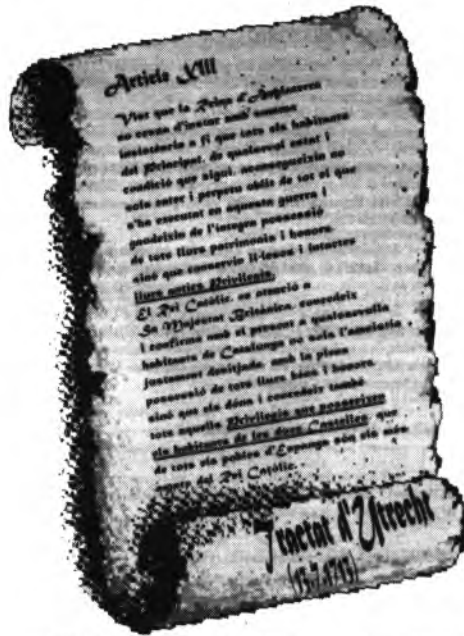 Article XIII
Vist que la Reina d'Anglaterra
no cessa d'instar amb summa
insistència a fi que tots els habitants
del Principat, de qualsevol estat i
condició que sigui, aconsegueixin no
sols enter i perpetu oblit de tot el que
s'ha executat en aquesta guerra i
gaudeixin de l'íntegra possessió
de tots llurs patrimonis i honors,
sinó que conservin il·lesos i intactes
llurs antics Privilegis,
El Rei Catòlic, en atenció a
Sa Majestat Britànica, concedeix
i confirma amb el present a qualssevulla
habitants de Catalunya no sols l'amnistia
justament desitjada, amb la plena
possessió de tots llurs béns i honors,
sinó que els dóna i concedeix també
tots aquells Privilegis que posseeixen
els habitants de les dues Castelles, que
de tots els pobles d'Espanya són els més
cars del Rei Catòlic.
Tractat d'Utrecht
(13.7.1713)